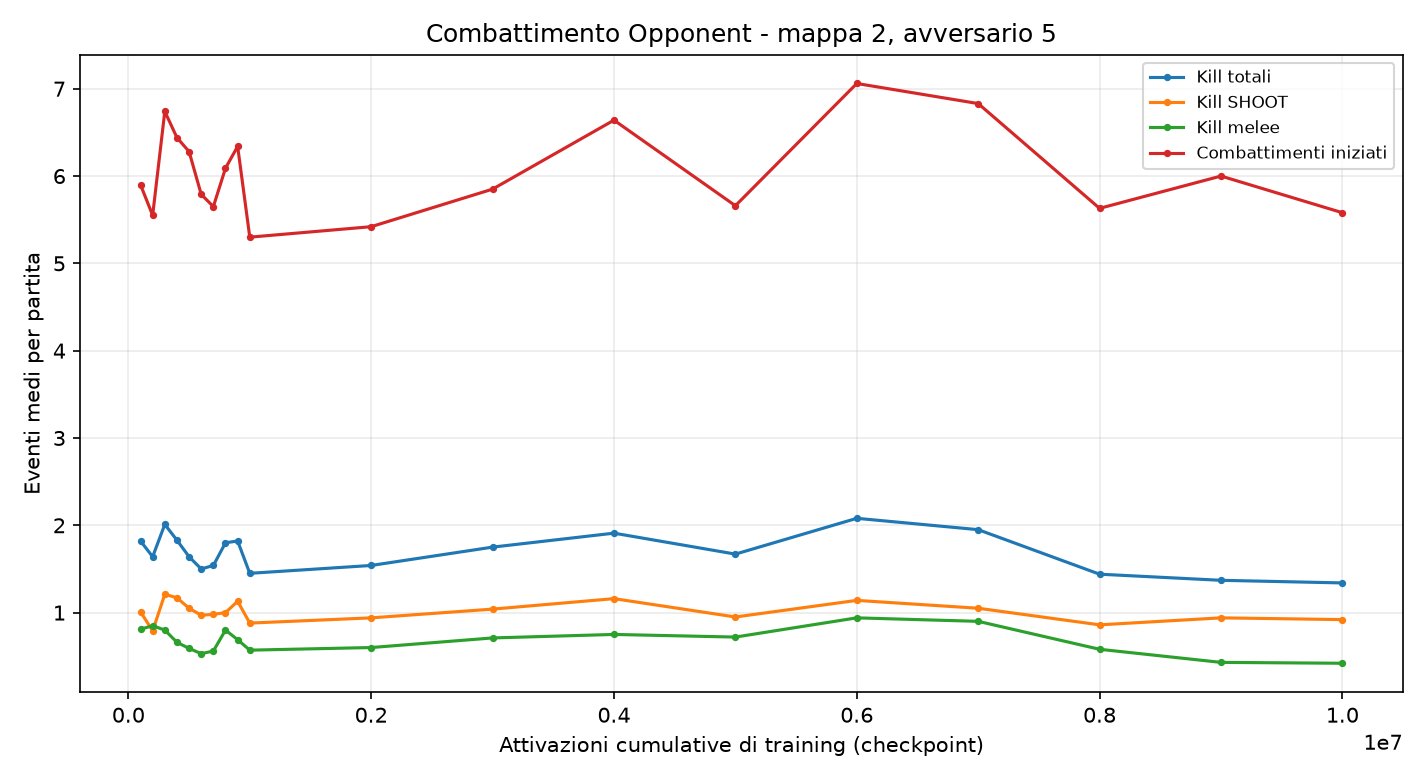 Combattimento Opponent - mappa 2, avversario 5
Kill totali
Kill SHOOT
Kill melee
Combattimenti iniziati
Eventi medi per partita
7
6
5
4
3
2
1
0.0
0.2
0.4
0.6
0.8
1.0
1e7
Attivazioni cumulative di training (checkpoint)